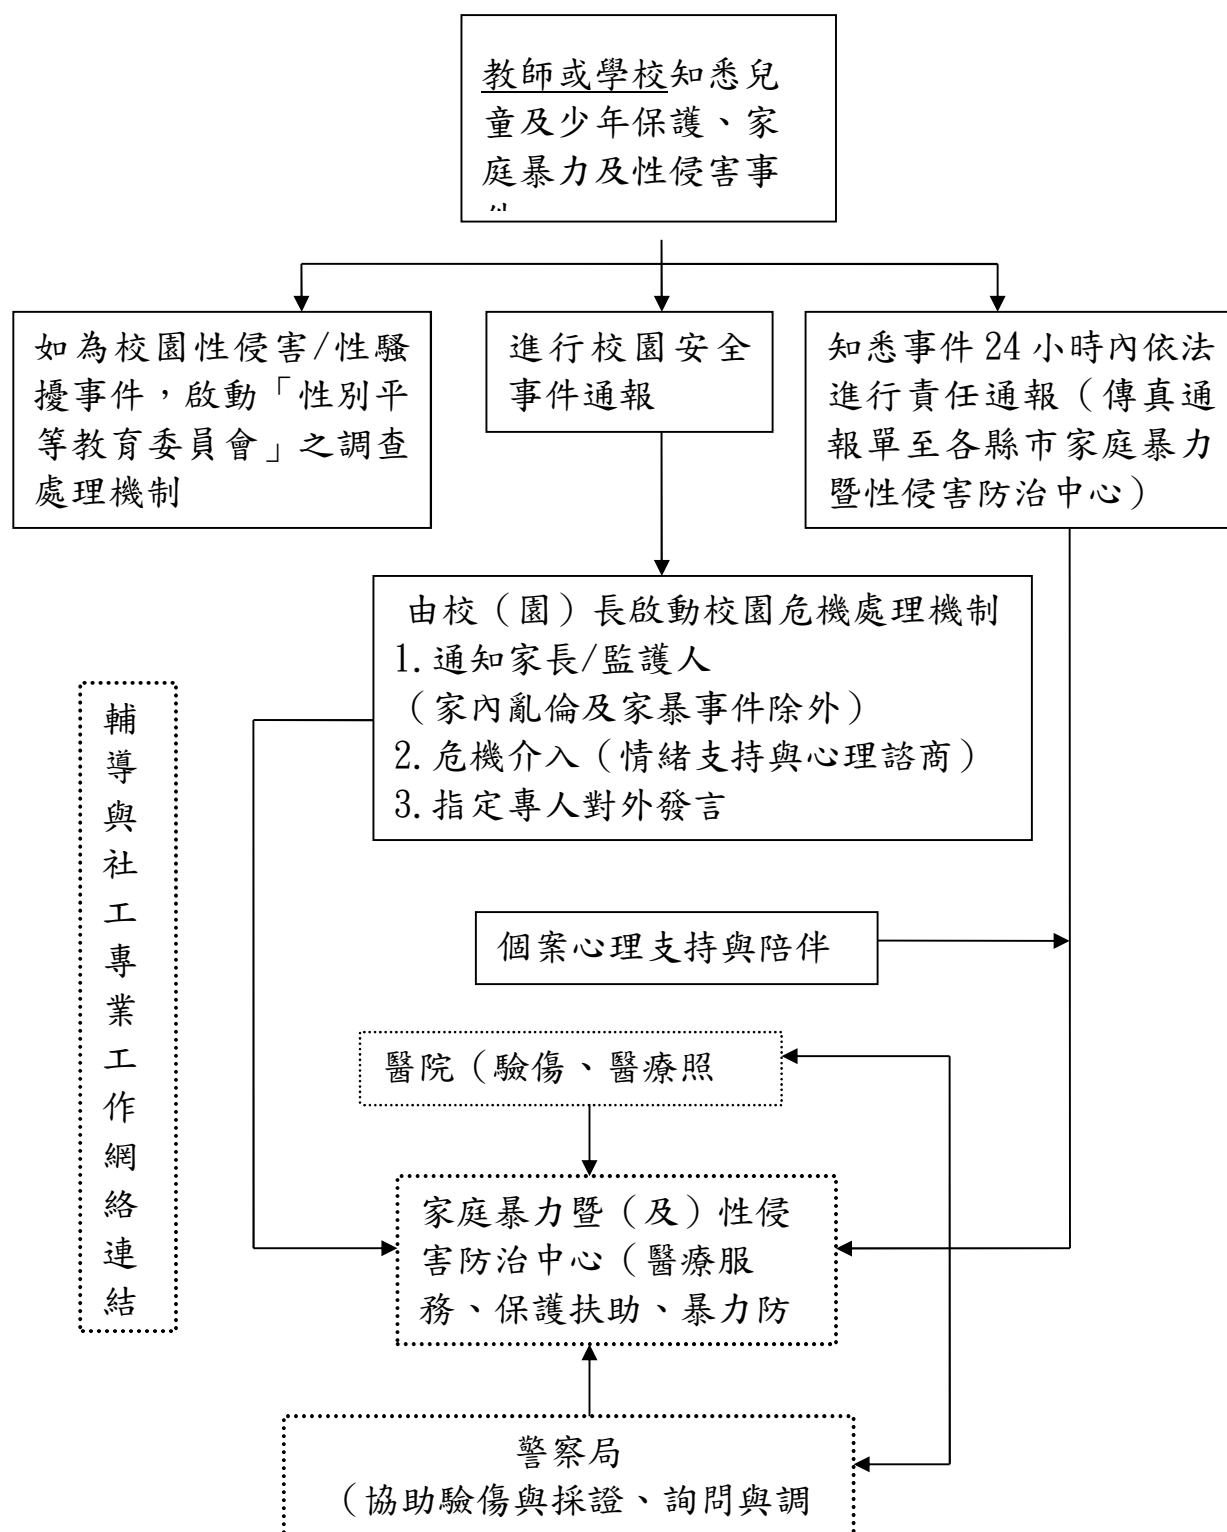 教師或學校知悉兒
童及少年保護、家
庭暴力及性侵害事
如為校園性侵害/性騷
擾事件，啟動「性別平
等教育委員會」之調查
處理機制
進行校園安全
事件通報
知悉事件 24 小時內依法
進行責任通報（傳真通
報單至各縣市家庭暴力
暨性侵害防治中心）
由校（園）長啟動校園危機處理機制
1.通知家長/監護人
（家內亂倫及家暴事件除外）
2.危機介入（情緒支持與心理諮商）
3.指定專人對外發言
輔導與社工專業工作網絡連結
個案心理支持與陪伴
醫院（驗傷、醫療照
家庭暴力暨（及）性侵
害防治中心（醫療服
務、保護扶助、暴力防
警察局
（協助驗傷與採證、詢問與調